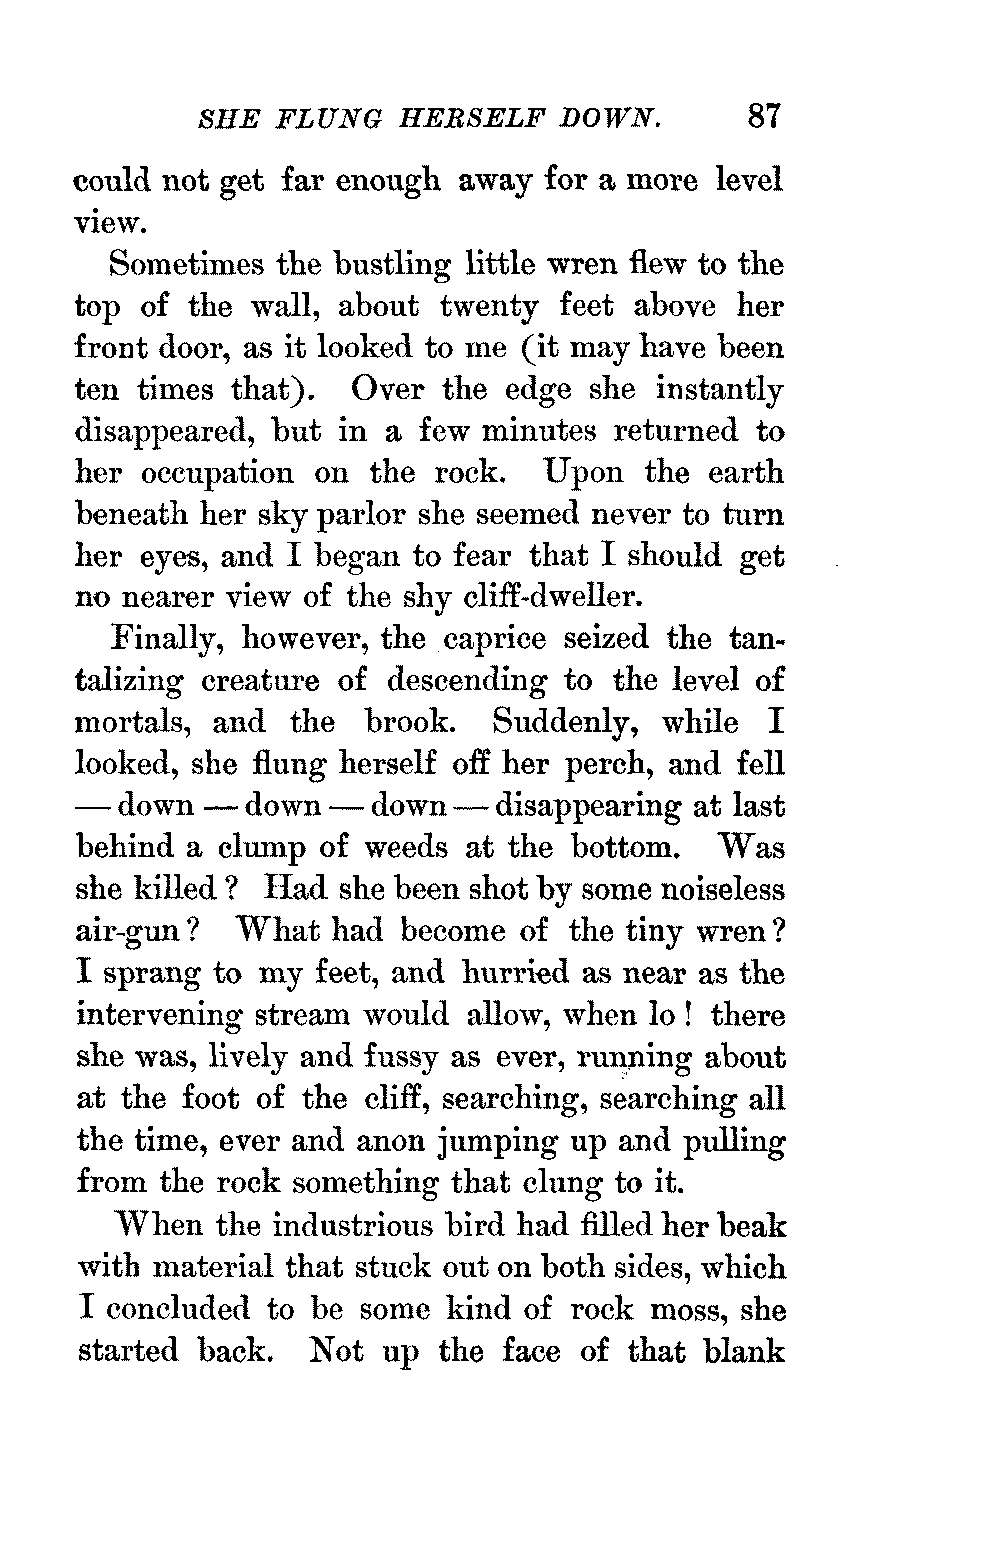 SHE FLUNG HERSELF DOWN. 87
could not get far enough away for a more level
view.
Sometimes the bustling little wren flew to the
top of the wall, about twenty feet above her
front door, as it looked to me (it may have been
ten times that). Over the edge she instantly
disappeared, but in a few minutes returned to
her occupation on the rock. Upon the earth
beneath her sky parlor she seemed never to turn
her eyes, and I began to fear that I should get
no nearer view of the shy cliff-dweller.
Finally, however, the caprice seized the tan-
talizing creature of descending to the level of
mortals, and the brook. Suddenly, while I
looked, she flung herself off her perch, and fell
— down — down — down — disappearing at last
behind a clump of weeds at the bottom. Was
she killed? Had she been shot by some noiseless
air-gun? What had become of the tiny wren?
I sprang to my feet, and hurried as near as the
intervening stream would allow, when lo! there
she was, lively and fussy as ever, running about
at the foot of the cliff, searching, searching all
the time, ever and anon jumping up and pulling
from the rock something that clung to it.
When the industrious bird had filled her beak
with material that stuck out on both sides, which
I concluded to be some kind of rock moss, she
started back. Not up the face of that blank